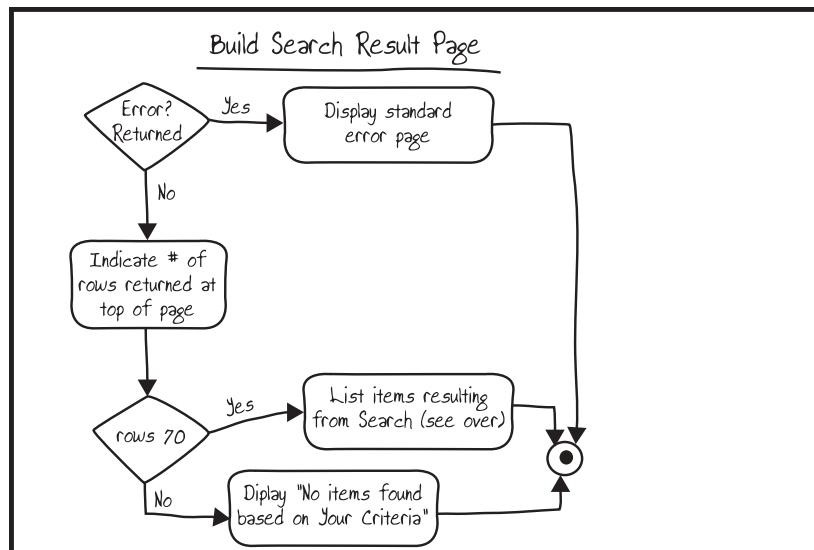 Build Search Result Page
Error?
Returned
Yes
Display standard
error page
No
Indicate # of
rows returned at
top of page
rows 70
Yes
List items resulting
from Search (see over)
No
Diplay "No items found
based on Your Criteria"